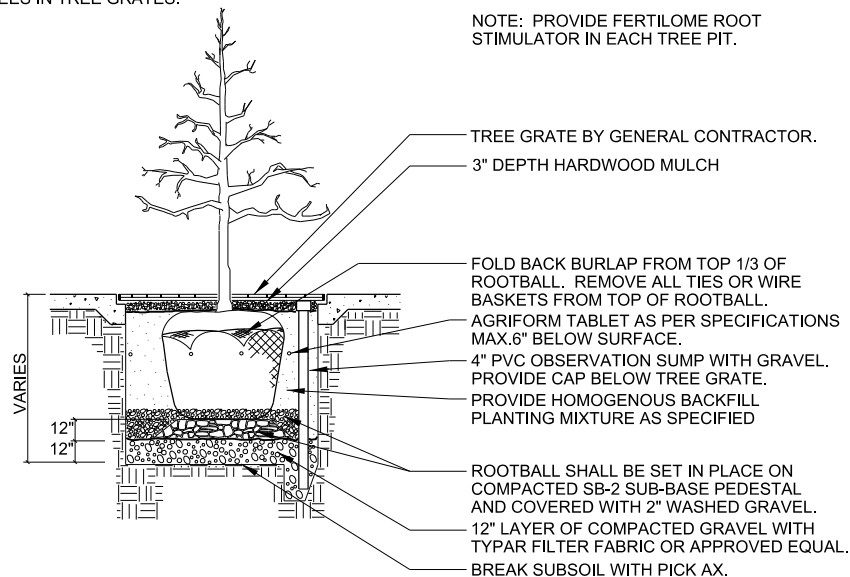 IN TREE GRATES.
NOTE: PROVIDE FERTILOME ROOT
STIMULATOR IN EACH TREE PIT.
TREE GRATE BY GENERAL CONTRACTOR.
3" DEPTH HARDWOOD MULCH
FOLD BACK BURLAP FROM TOP 1/3 OF
ROOTBALL. REMOVE ALL TIES OR WIRE
BASKETS FROM TOP OF ROOTBALL.
AGRIFORM TABLET AS PER SPECIFICATIONS
MAX.6" BELOW SURFACE.
4" PVC OBSERVATION SUMP WITH GRAVEL.
PROVIDE CAP BELOW TREE GRATE.
PROVIDE HOMOGENOUS BACKFILL
PLANTING MIXTURE AS SPECIFIED
VARIES
12"
12"
ROOTBALL SHALL BE SET IN PLACE ON
COMPACTED SB-2 SUB-BASE PEDESTAL
AND COVERED WITH 2" WASHED GRAVEL.
12" LAYER OF COMPACTED GRAVEL WITH
TYPAR FILTER FABRIC OR APPROVED EQUAL.
BREAK SUBSOIL WITH PICK AX.